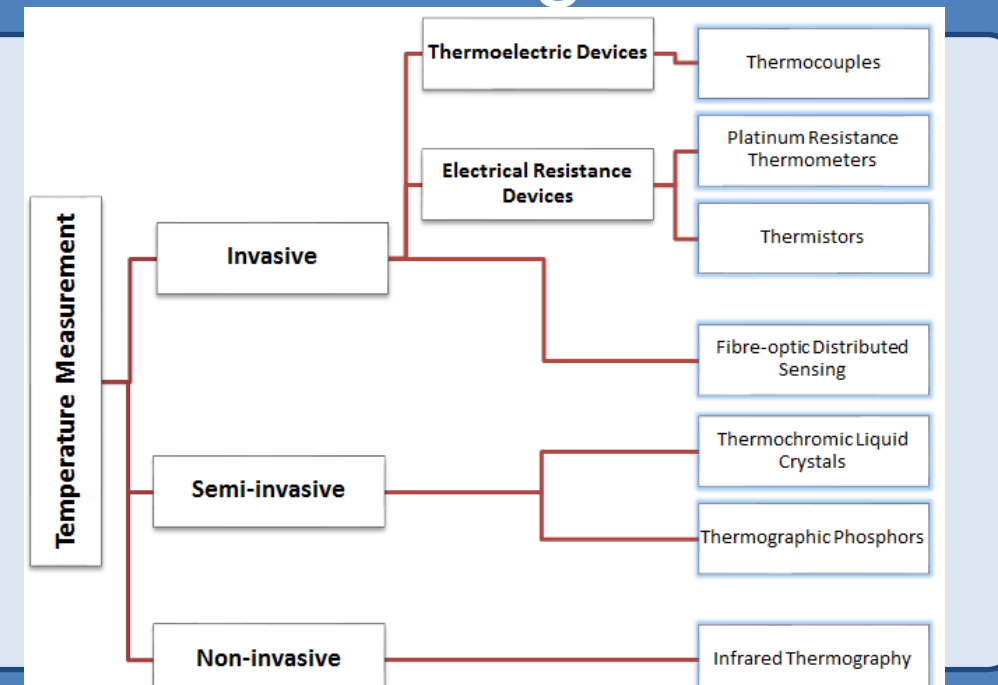 Temperature Measurement
Invasive
Thermoelectric Devices
Thermocouples
Electrical Resistance
Devices
Platinum Resistance
Thermometers
Thermistors
Fibre-optic Distributed
Sensing
Semi-invasive
Thermochromic Liquid
Crystals
Thermographic Phosphors
Non-invasive
Infrared Thermography